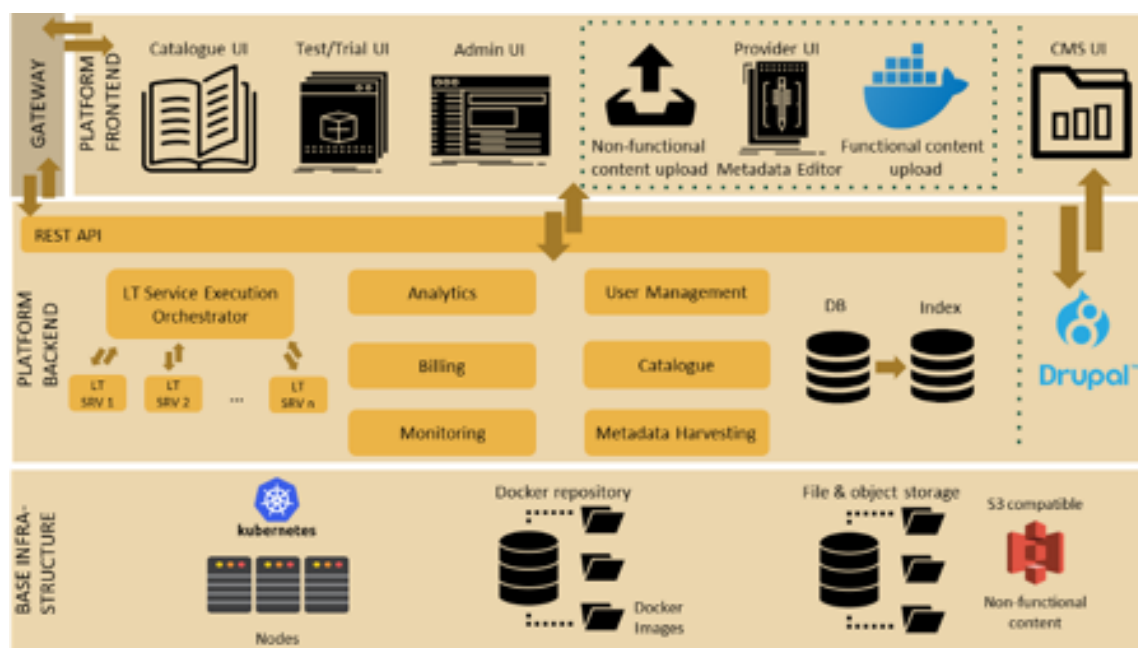 GATEWAY
PLATFORM
FRONTEND
Catalogue UI
Test/Trial UI
Admin UI
Provider UI
CMS UI
Non-functional
content upload
Metadata Editor
Functional content
upload
PLATFORM
BACKEND
REST API
LT Service Execution
Orchestrator
LT
SRV 1
LT
SRV 2
...
LT
SRV n
Analytics
Billing
Monitoring
User Management
Catalogue
Metadata Harvesting
DB
Index
8
Drupal™
BASE INFRA-
STRUCTURE
kubernetes
Nodes
Docker repository
Docker
Images
File & object storage
S3 compatible
Non-functional
content